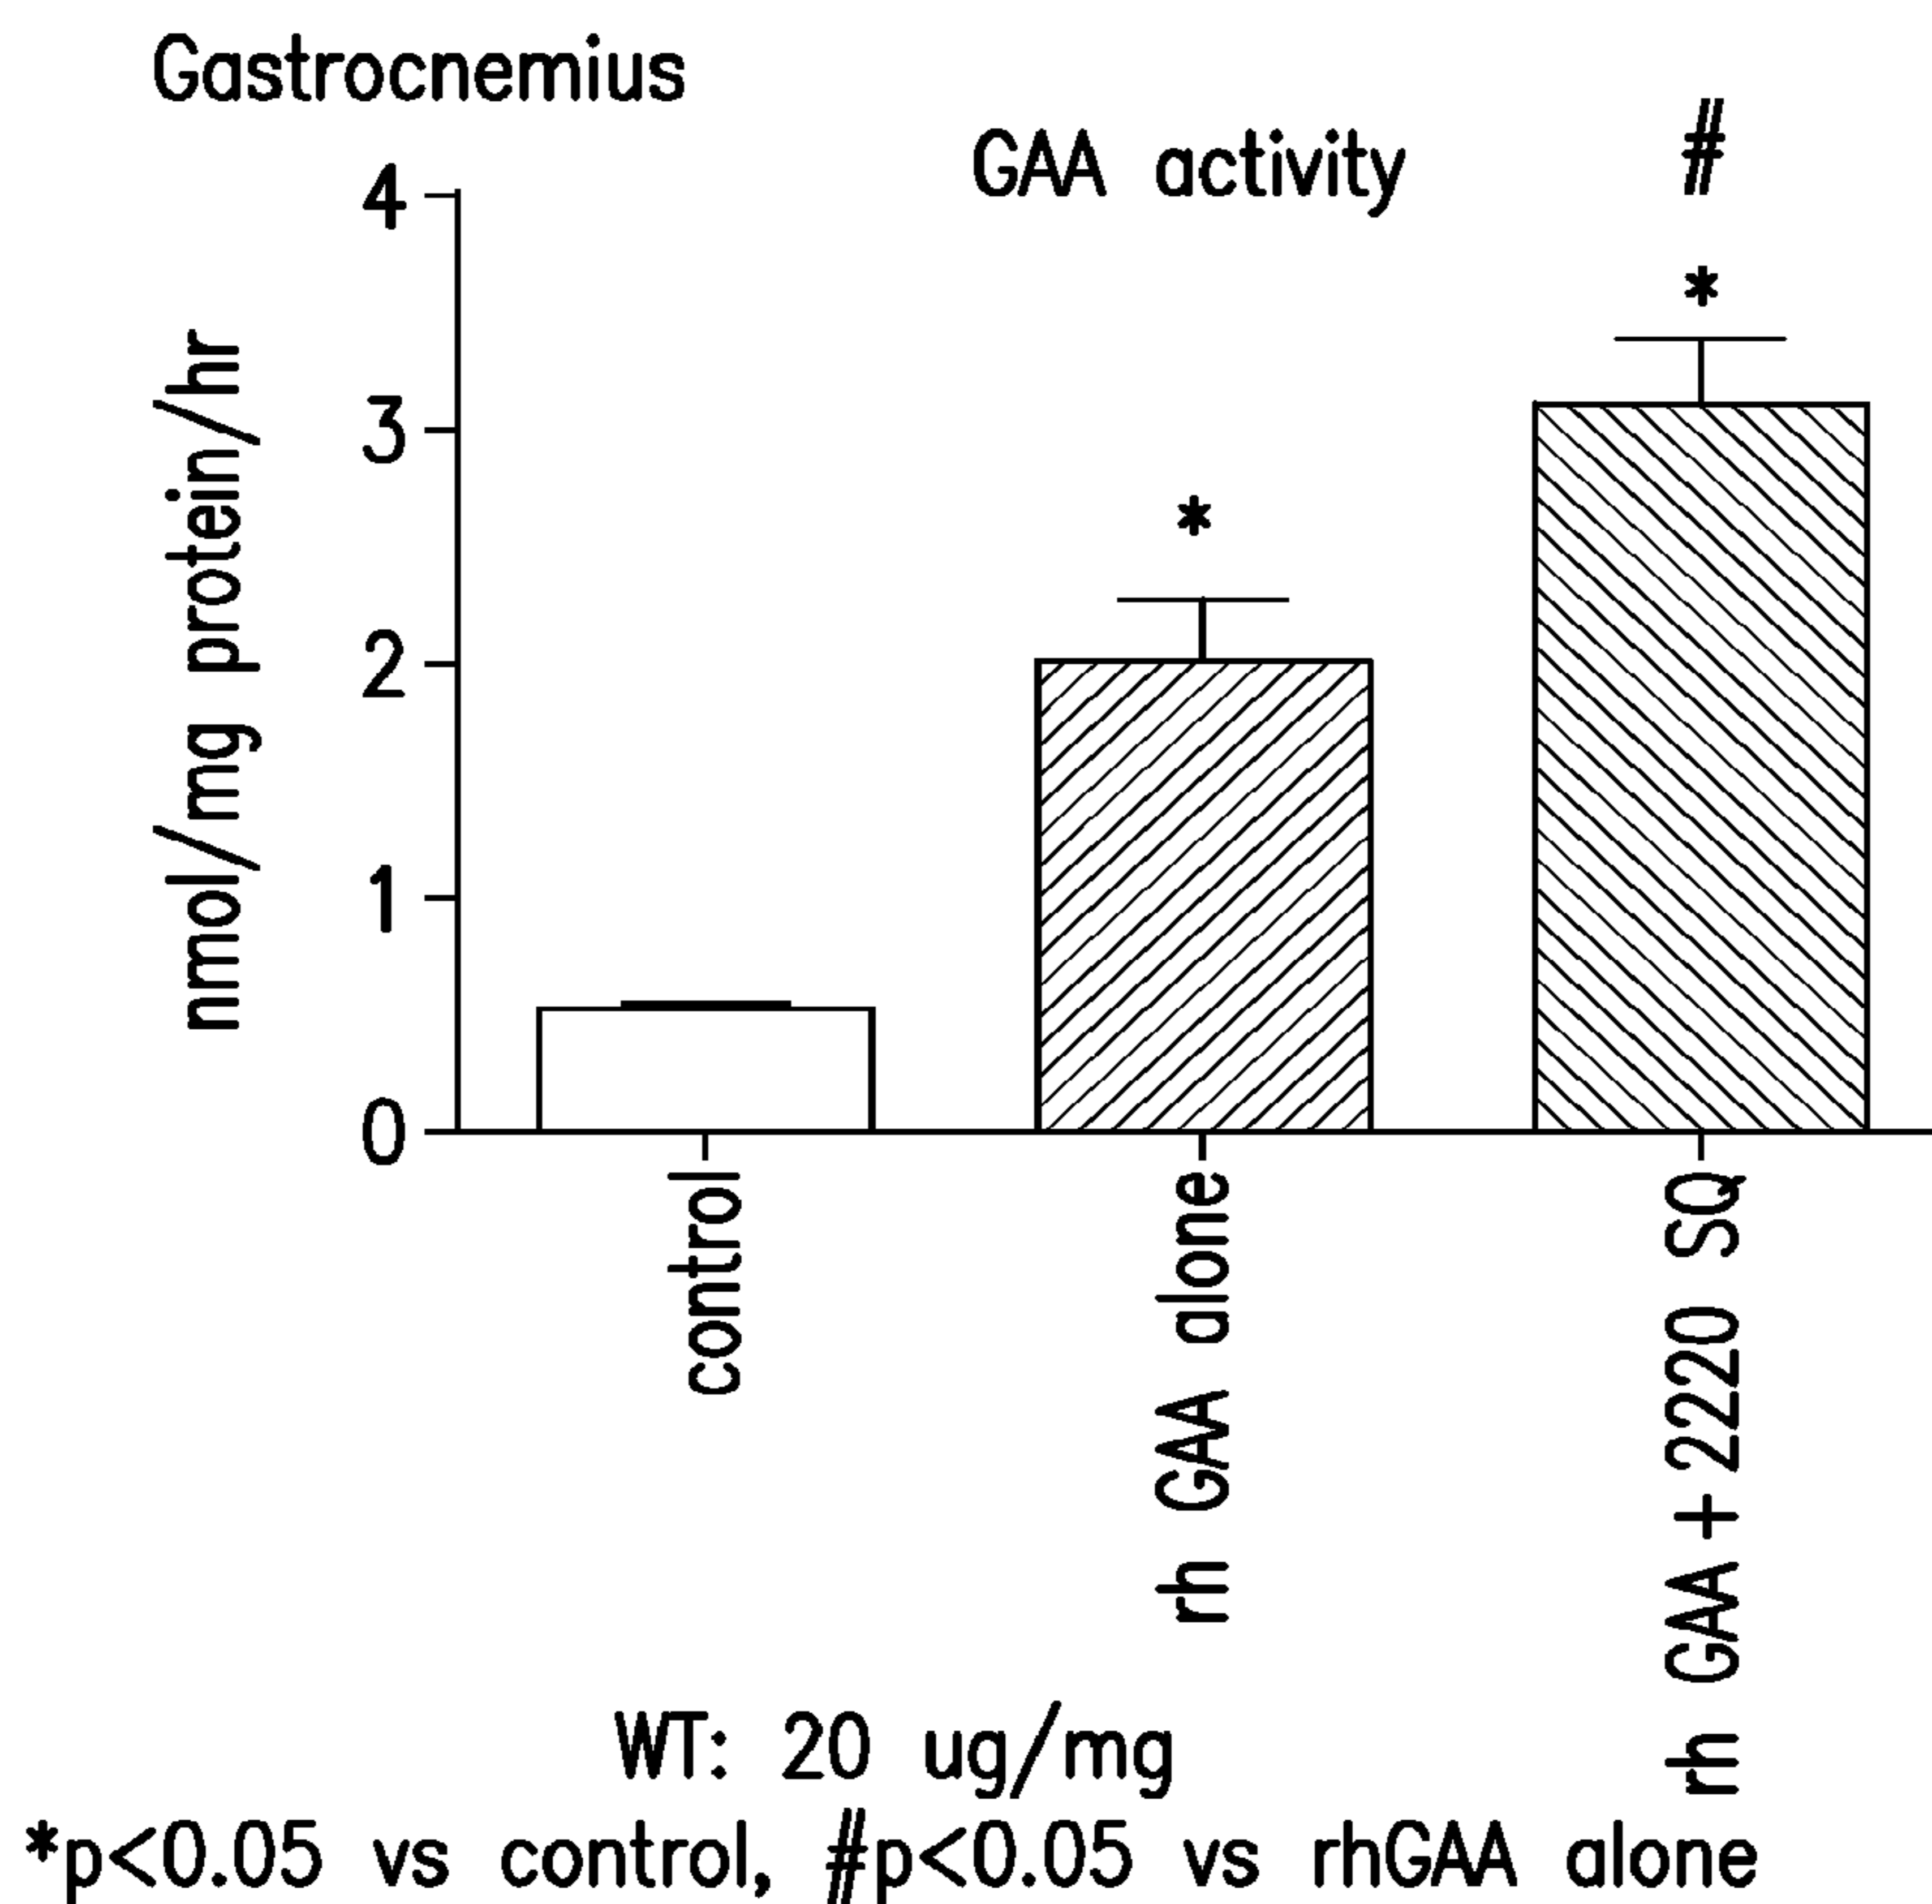 Gastrocnemius
GAA activity
#
*
*
4
3
2
1
0
nmol/mg protein/hr
control
rh GAA alone
rh GAA + 2220 SQ
WT: 20 ug/mg
*p<0.05 vs control, #p<0.05 vs rhGAA alone